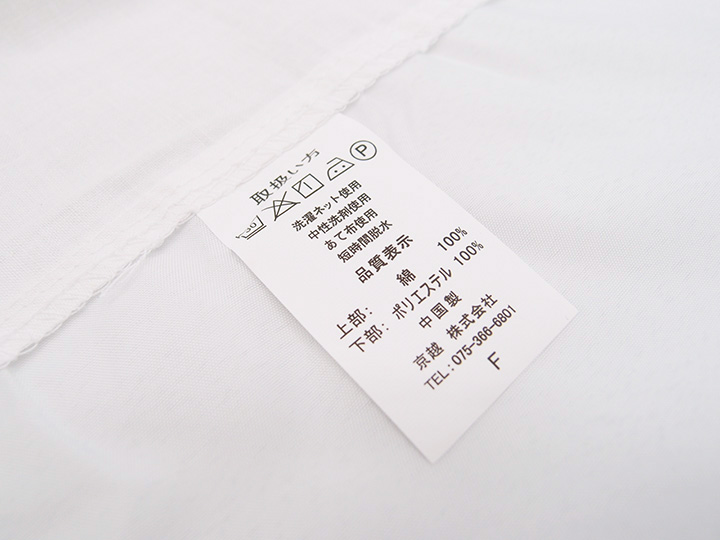 取扱い方
P
洗濯ネット使用
中性洗剤使用
あて布使用
短時間脱水
品質表示
上部: 綿 100%
下部: ポリエステル 100%
中国製
京越 株式会社
TEL: 075-366-6801
F